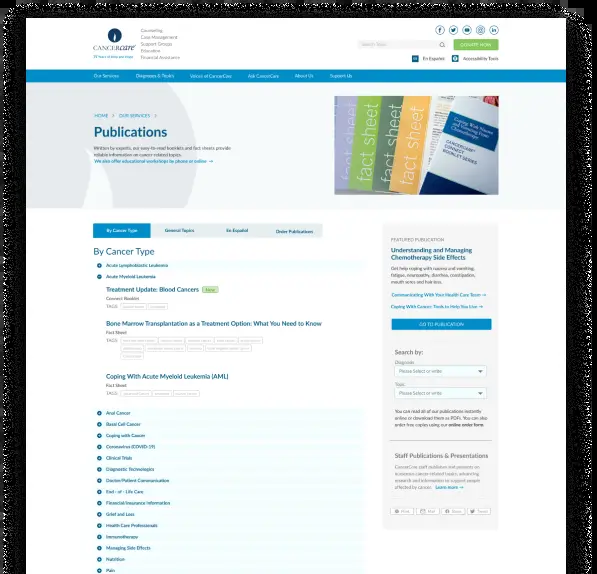 CANCERcare®
Counseling
Case Management
Support Groups
Education
Financial Assistance
DONATE NOW
En Español
Accessibility Tools
Our Services
Diagnoses & Topics
Voices of CancerCare
Ask CancerCare
About Us
Support Us
HOME
OUR SERVICES
Publications
Written by experts, our easy-to-read booklets and fact sheets provide
reliable information on cancer-related topics.
We also offer educational workshops by phone or online →
fact sheet
fact sheet
fact sheet
Coping With Nausea
and Vomiting
From
Chemotherapy
CANCERCARE
CONNECT
BOOKLET SERIES
By Cancer Type
General Topics
En Español
Order Publications
By Cancer Type
Acute Lymphoblastic Leukemia
Acute Myeloid Leukemia
Treatment Update: Blood Cancers
New
Connect Booklet
TAGS:
Bone Marrow Transplantation as a Treatment Option: What You Need to Know
Fact Sheet
TAGS:
Coping With Acute Myeloid Leukemia (AML)
Fact Sheet
TAGS:
Anal Cancer
Basal Cell Cancer
Coping with Cancer
Coronavirus (COVID-19)
Clinical Trials
Diagnostic Technologies
Doctor-Patient Communication
End - of - Life Care
Financial/Insurance Information
Grief and Loss
Health Care Professionals
Immunotherapy
Managing Side Effects
Nutrition
Pain
FEATURED PUBLICATION
Understanding and Managing
Chemotherapy Side Effects
Get help coping with nausea and vomiting,
fatigue, neuropathy, diarrhea, constipation,
mouth sores and hair loss.
Communicating With Your Health Care Team →
Coping With Cancer: Tools to Help You Live →
GO TO PUBLICATION
Search by:
Diagnosis
Please Select or write
Topic
Please Select or write
You can read all of our publications instantly
online or download them as PDFs. You can also
order free copies using our online order form.
Staff Publications & Presentations
CancerCare staff publishes and presents on
numerous cancer-related topics, advancing
research and information to support people
affected by cancer. Learn more →
Print
Mail
Share
Tweet